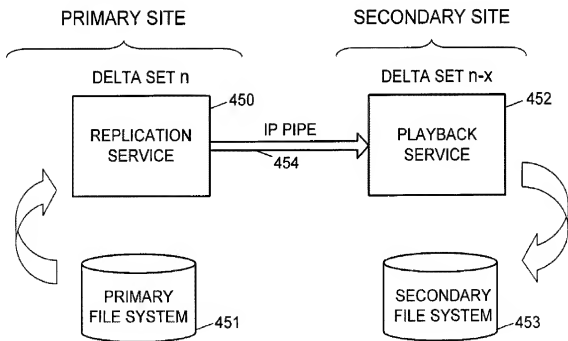 PRIMARY SITE
SECONDARY SITE
DELTA SET n
DELTA SET n-x
450
452
REPLICATION
SERVICE
IP PIPE
454
PLAYBACK
SERVICE
PRIMARY
FILE SYSTEM
451
SECONDARY
FILE SYSTEM
453